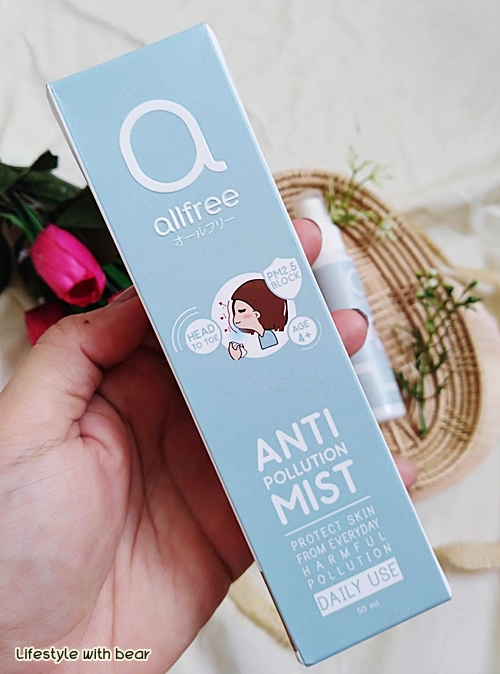 a
allfree
オールフリー
PM2.5
BLOCK
HEAD
TO TOE
AGE
4+
ANTI
POLLUTION
MIST
PROTECT SKIN
FROM EVERYDAY
HARMFUL
POLLUTION
DAILY USE
50 ml
Lifestyle with bear